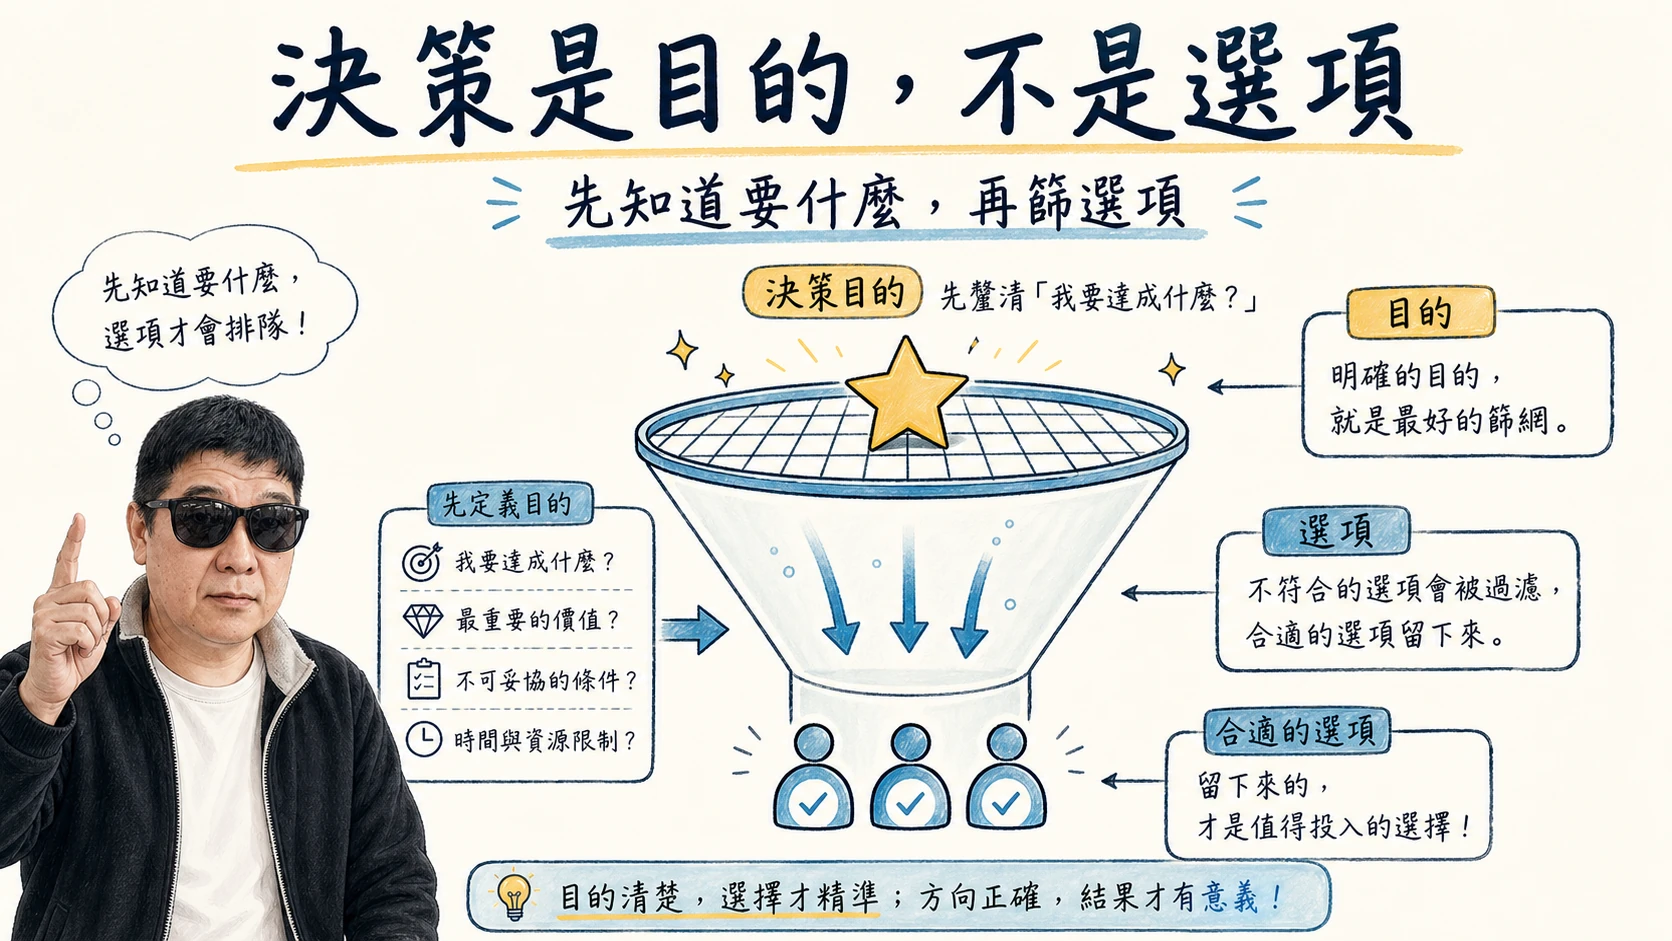 決策是目的，不是選項
先知道要什麼，再篩選項
先知道要什麼，
選項才會排隊！
決策目的 先釐清「我要達成什麼？」
目的
明確的目的，
就是最好的篩網。
先定義目的
我要達成什麼？
最重要的價值？
不可妥協的條件？
時間與資源限制？
選項
不符合的選項會被過濾，
合適的選項留下來。
合適的選項
留下來的，
才是值得投入的選擇！
目的清楚，選擇才精準；方向正確，結果才有意義！